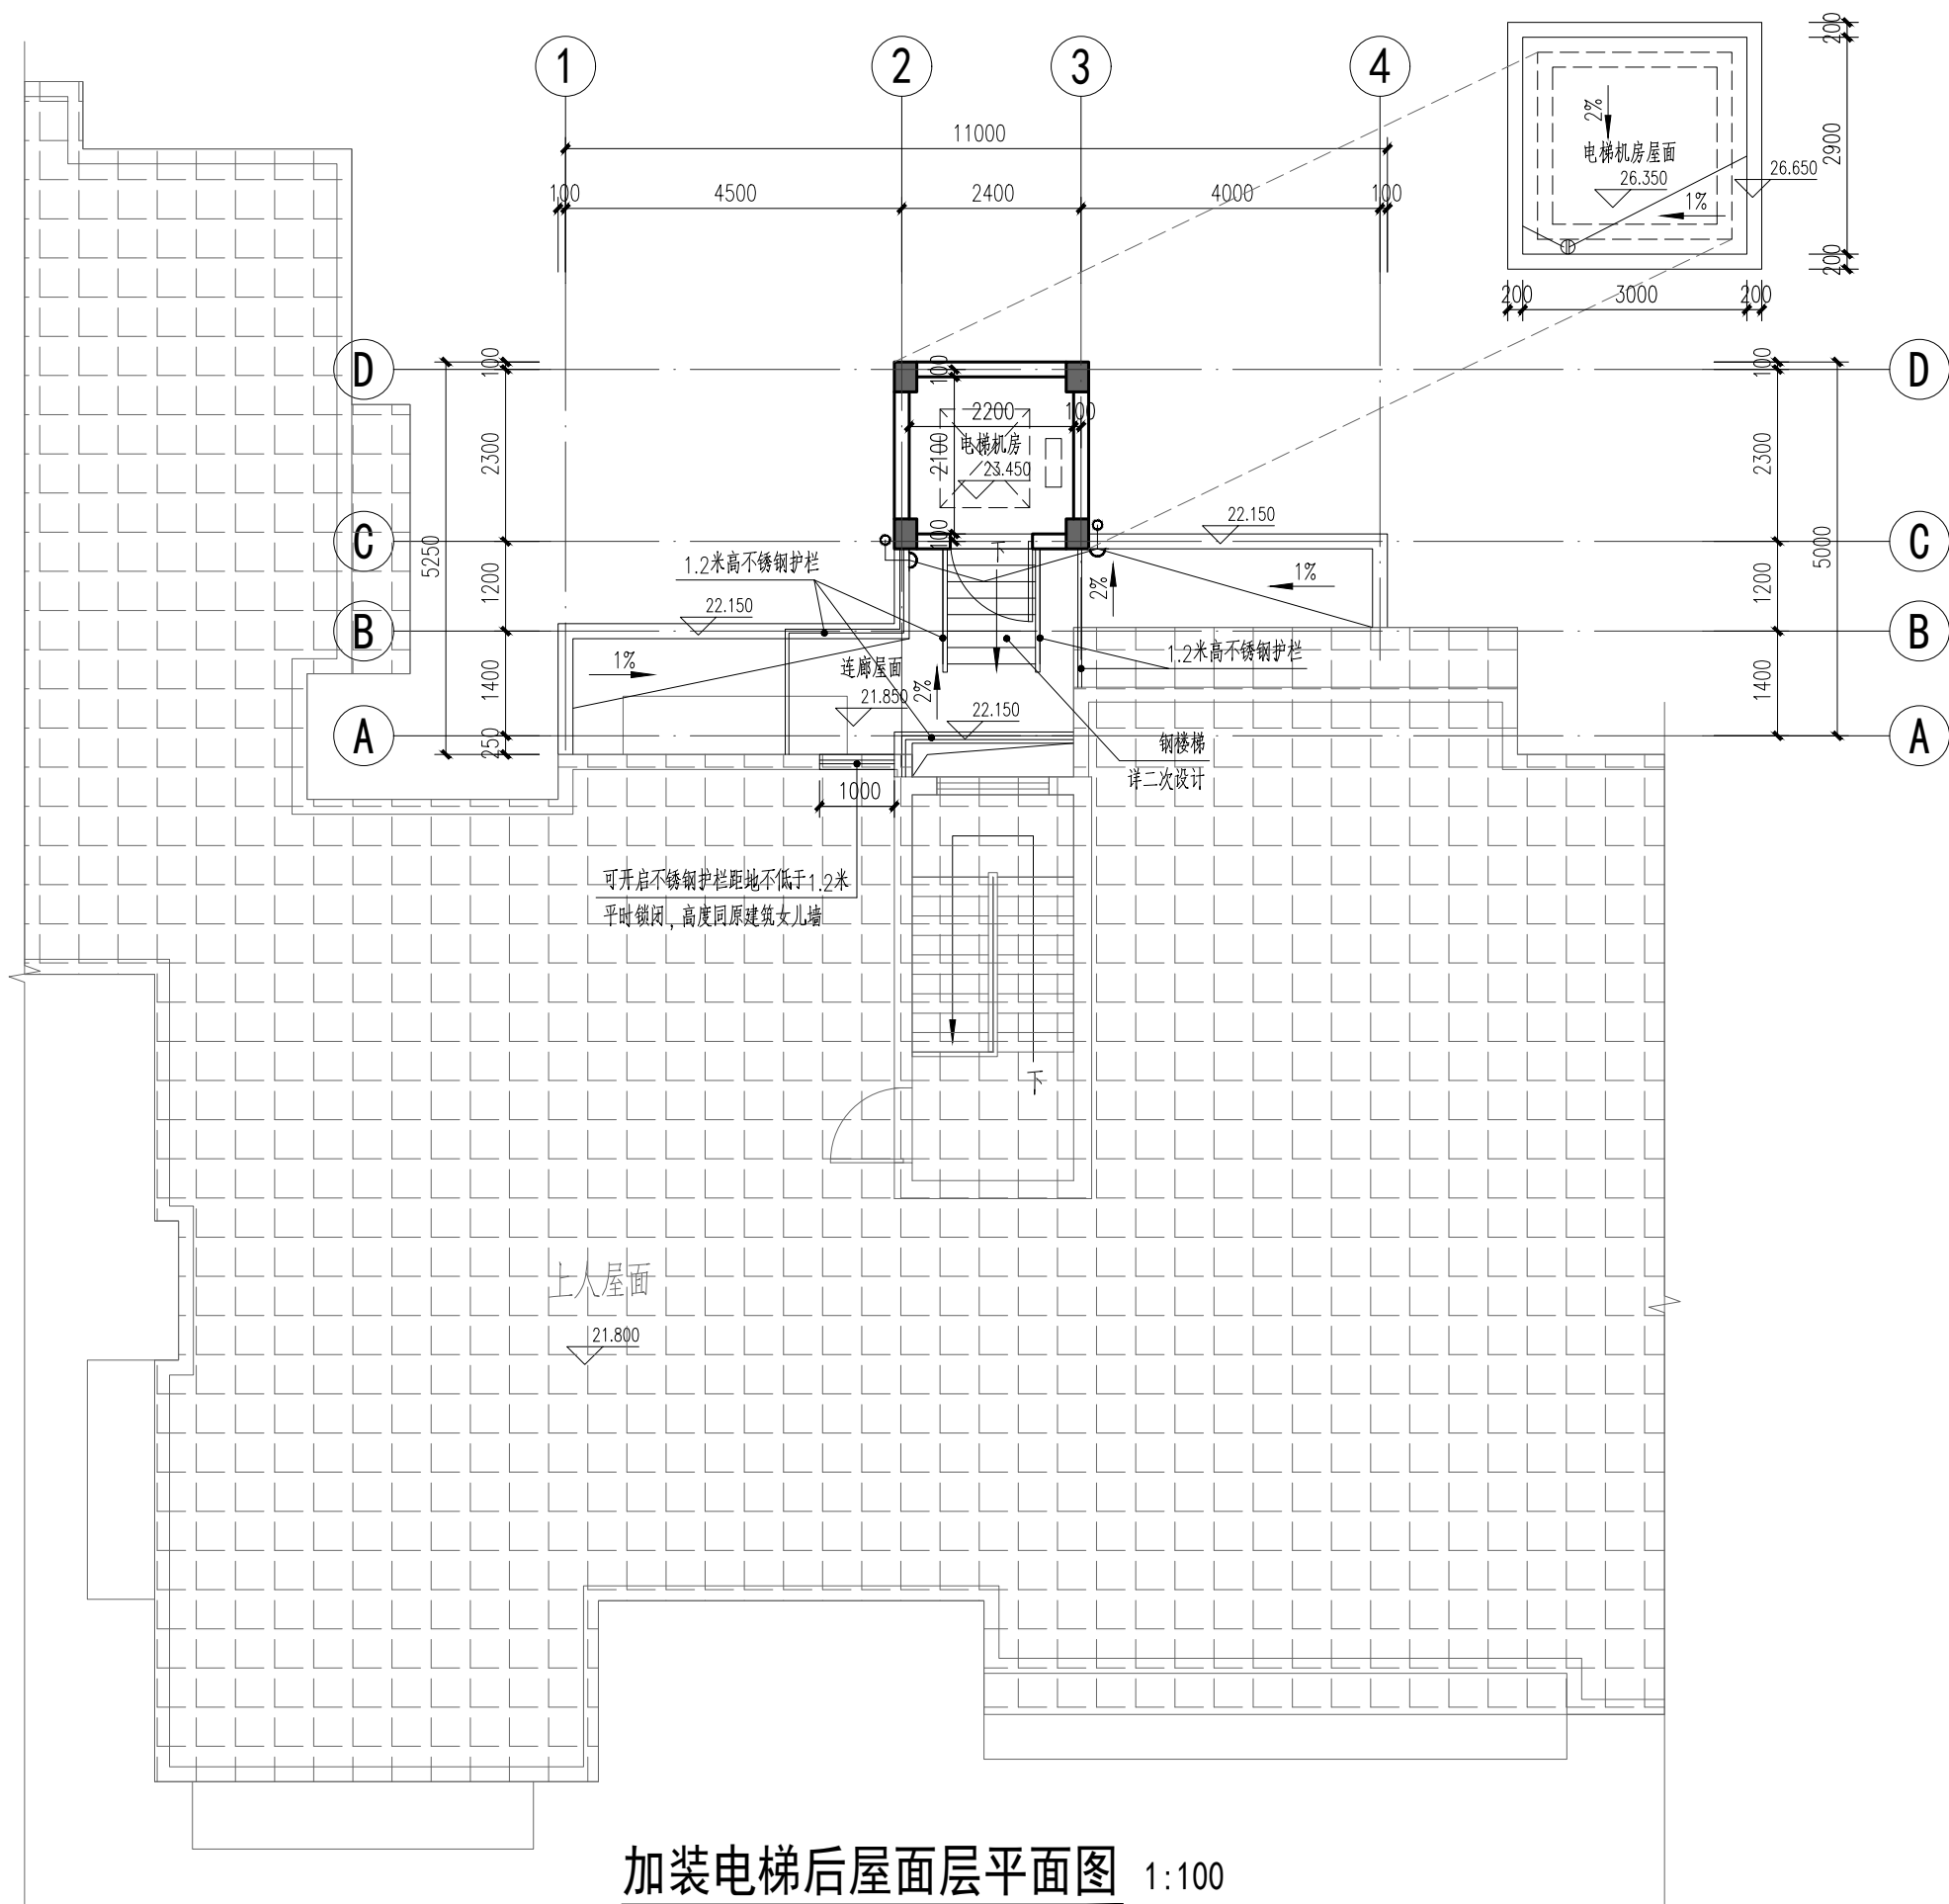 1
2
3
4
11000
100
4500
2400
4000
100
200
2900
200
2%
电梯机房屋面
26.350
26.650
1%
200
3000
200
D
100
100
100
D
2300
2200
100
2100
电梯机房
23.450
2300
C
100
下
22.150
C
5250
5000
1.2米高不锈钢护栏
1200
2%
1%
1200
22.150
B
B
1%
连廊屋面
1.2米高不锈钢护栏
1400
2%
1400
21.850
22.150
A
A
250
钢楼梯
详二次设计
1000
可开启不锈钢护栏距地不低于1.2米
平时锁闭，高度同原建筑女儿墙
下
上人屋面
21.800
加装电梯后屋面层平面图 1:100